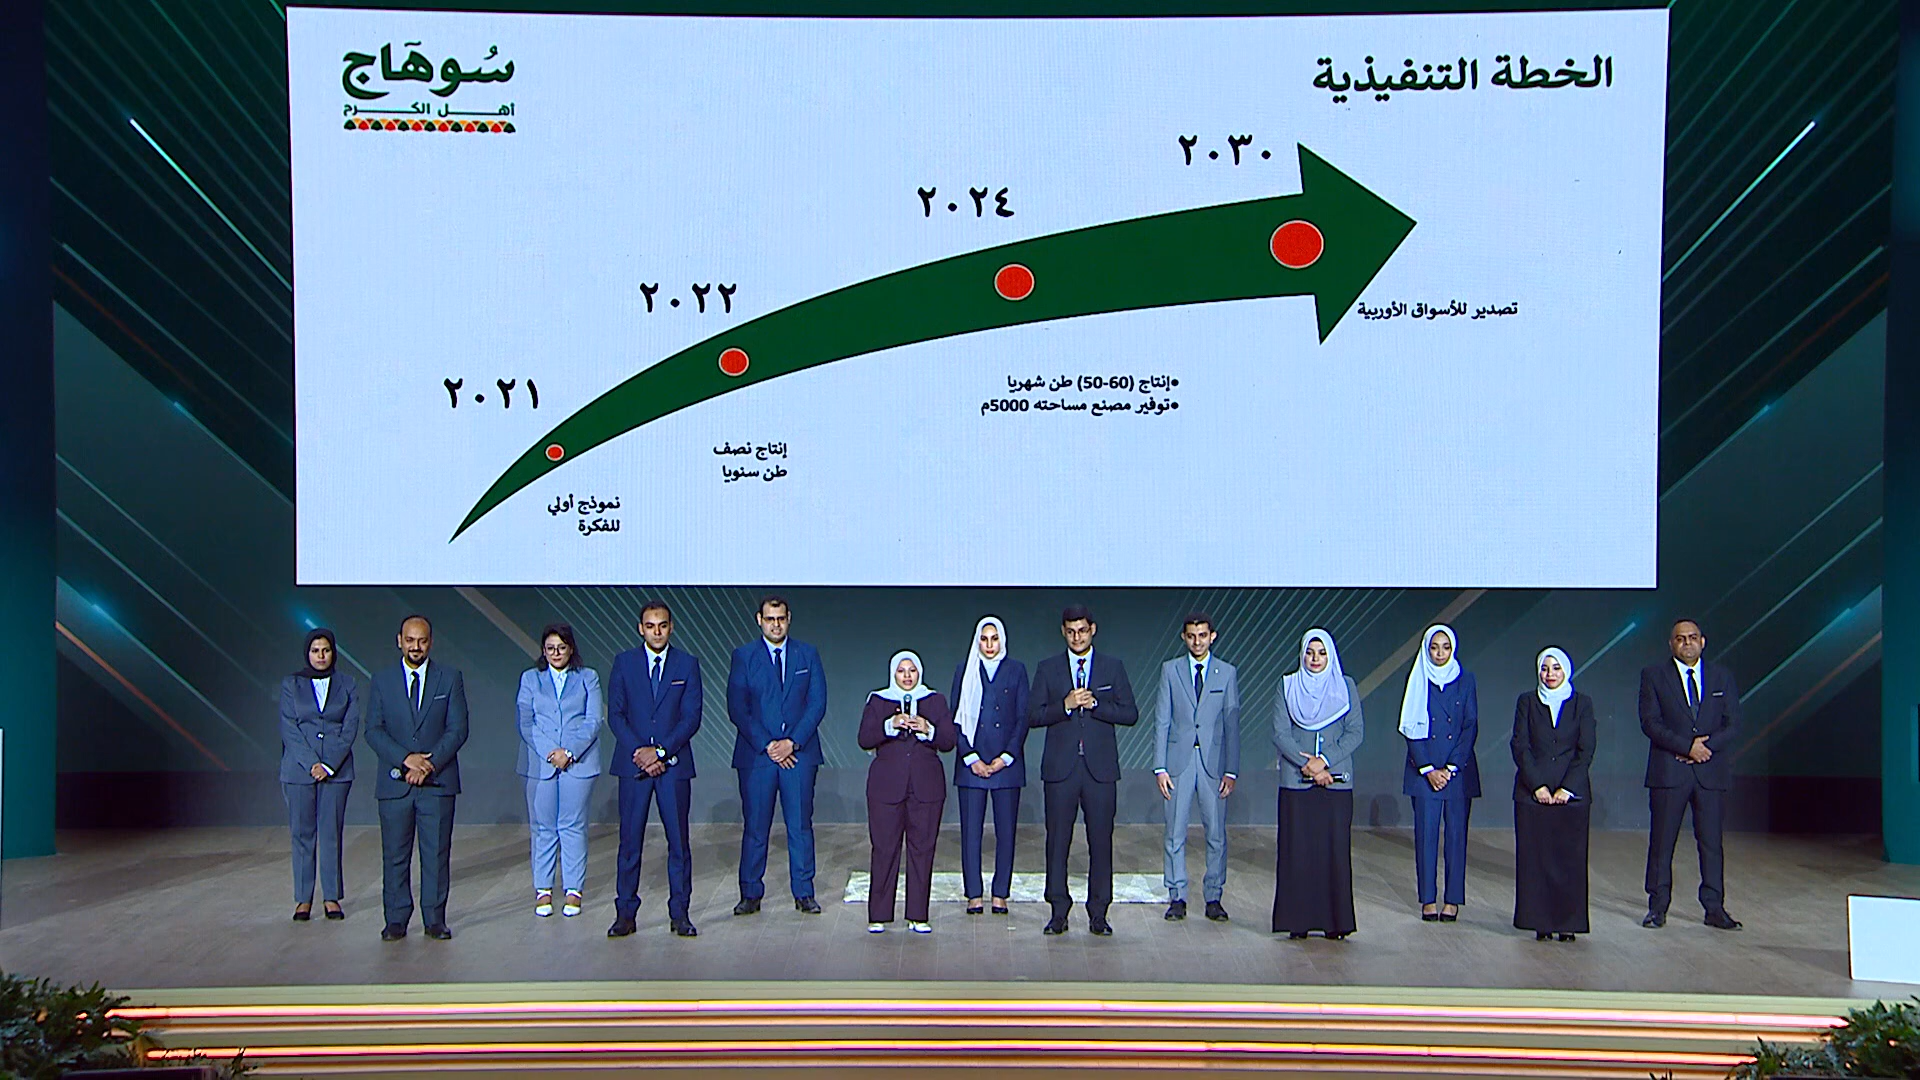 الخطة التنفيذية
سُوهَاج
أهل الكرم
٢٠٢١
نموذج أولي
للفكرة
٢٠٢٢
إنتاج نصف
طن سنويا
٢٠٢٤
•إنتاج (60-50) طن شهريا
•توفير مصنع مساحته 5000م
٢٠٣٠
تصدير للأسواق الأوربية